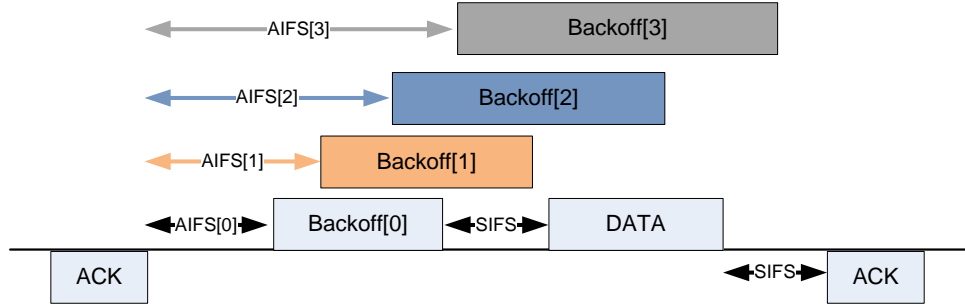 AIFS[3]
Backoff[3]
AIFS[2]
Backoff[2]
AIFS[1]
Backoff[1]
AIFS[0]
Backoff[0]
SIFS
DATA
ACK
SIFS
ACK